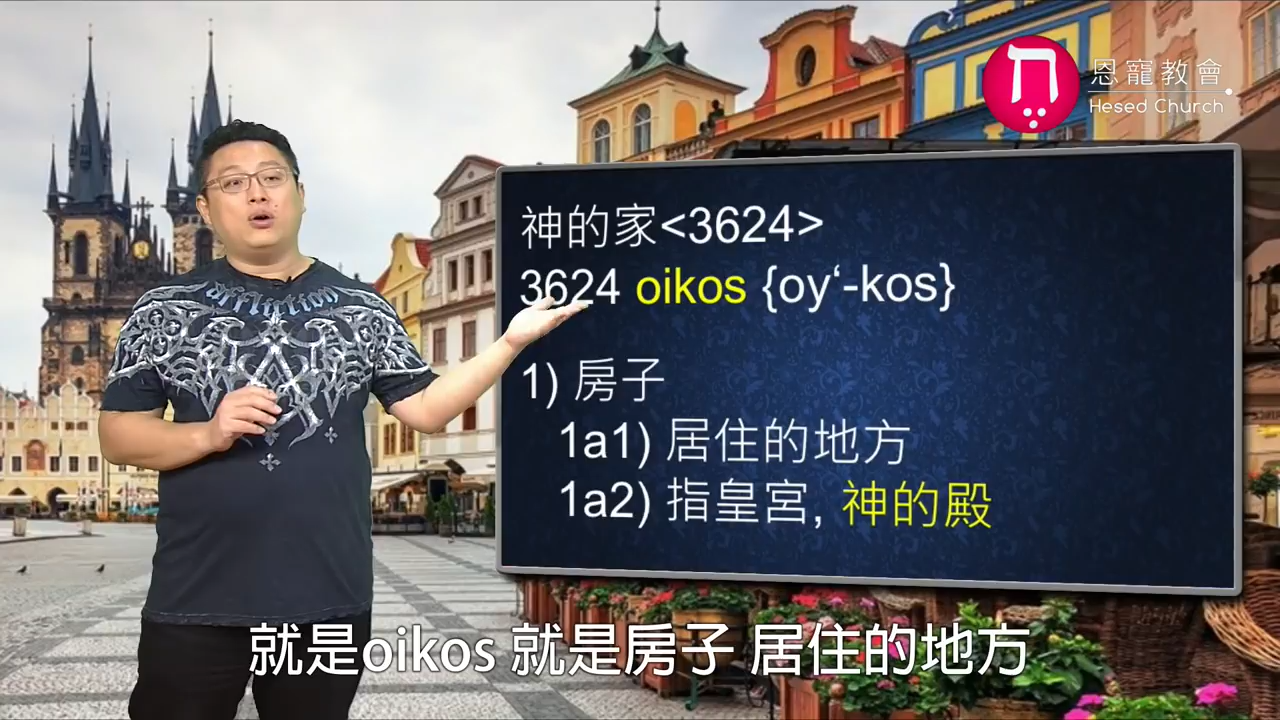 恩寵教會
Hesed Church
ח
affliction
神的家<3624>
3624 oikos {oy‘-kos}
1) 房子
1a1) 居住的地方
1a2) 指皇宮, 神的殿
就是oikos 就是房子 居住的地方